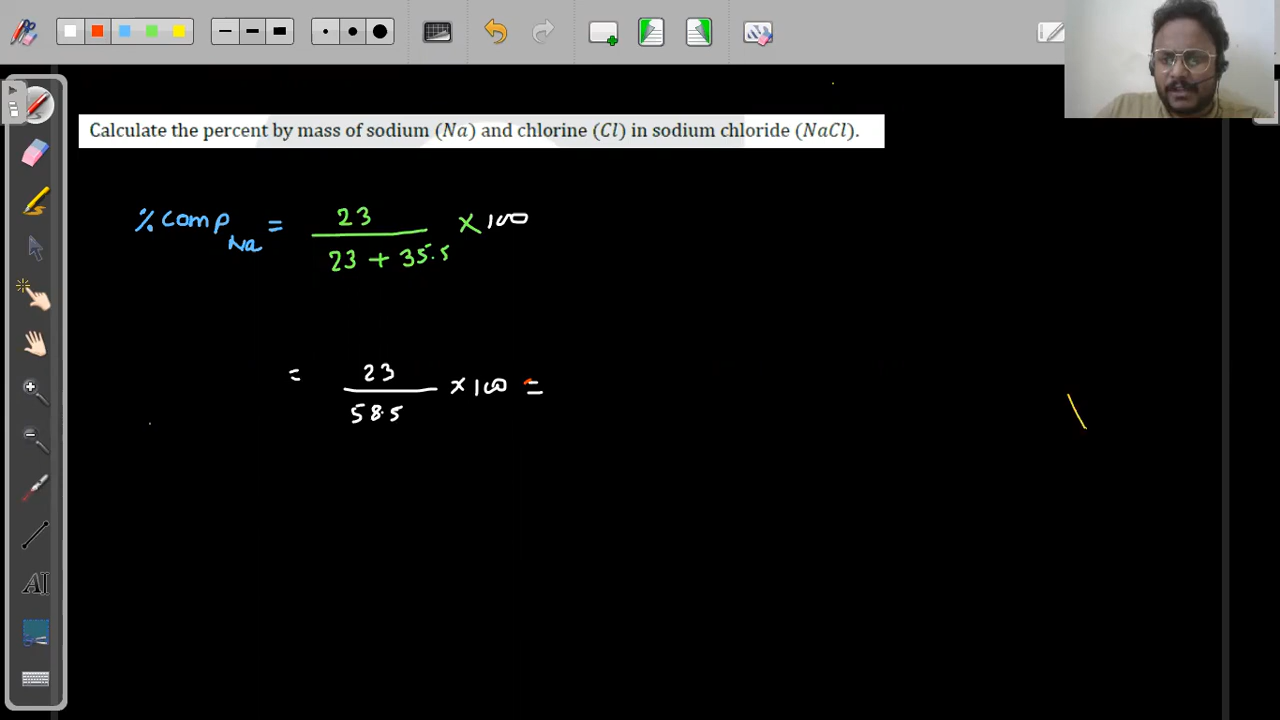 Calculate the percent by mass of sodium (Na) and chlorine (Cl) in sodium chloride (NaCl).
% Comp Na = 23 / 23 + 35.5 × 100
= 23 / 58.5 × 100 =
AI